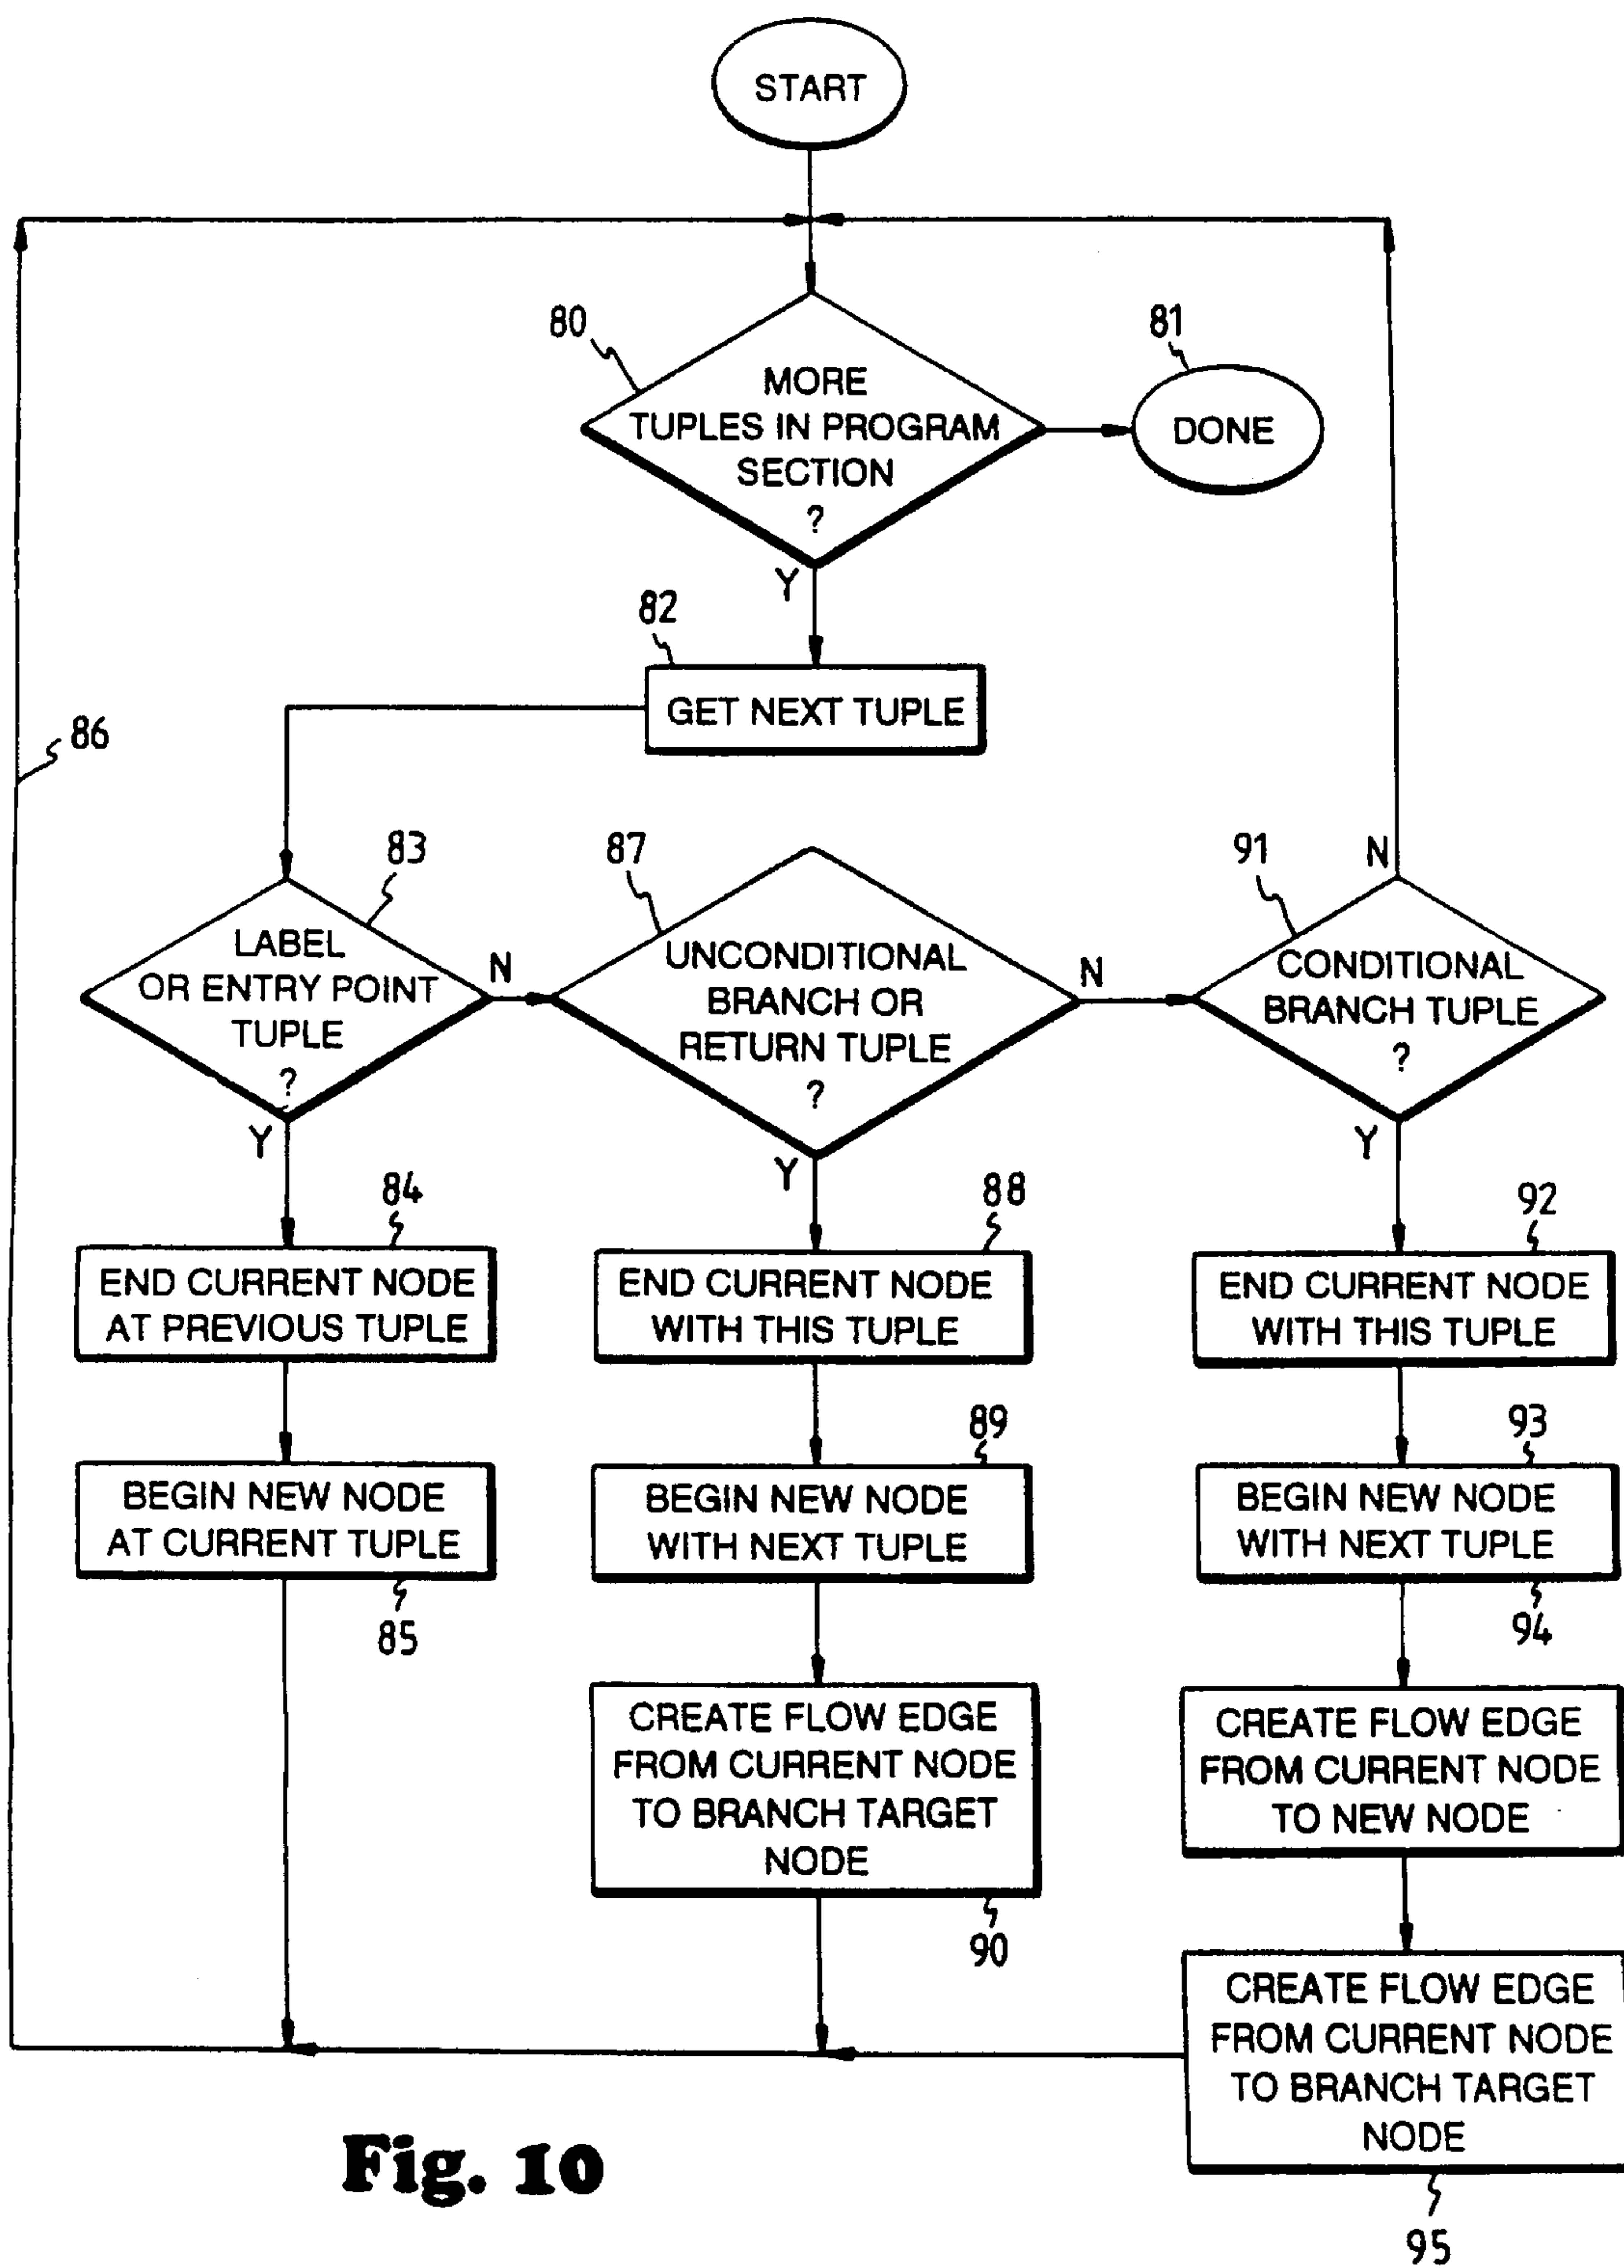 START
80
MORE
TUPLES IN PROGRAM
SECTION
?
81
DONE
Y
82
GET NEXT TUPLE
86
83
LABEL
OR ENTRY POINT
TUPLE
?
N
Y
87
UNCONDITIONAL
BRANCH OR
RETURN TUPLE
?
N
Y
91
N
CONDITIONAL
BRANCH TUPLE
?
Y
84
END CURRENT NODE
AT PREVIOUS TUPLE
88
END CURRENT NODE
WITH THIS TUPLE
92
END CURRENT NODE
WITH THIS TUPLE
BEGIN NEW NODE
AT CURRENT TUPLE
85
89
BEGIN NEW NODE
WITH NEXT TUPLE
93
BEGIN NEW NODE
WITH NEXT TUPLE
94
CREATE FLOW EDGE
FROM CURRENT NODE
TO BRANCH TARGET
NODE
90
CREATE FLOW EDGE
FROM CURRENT NODE
TO NEW NODE
CREATE FLOW EDGE
FROM CURRENT NODE
TO BRANCH TARGET
NODE
95
Fig. 10